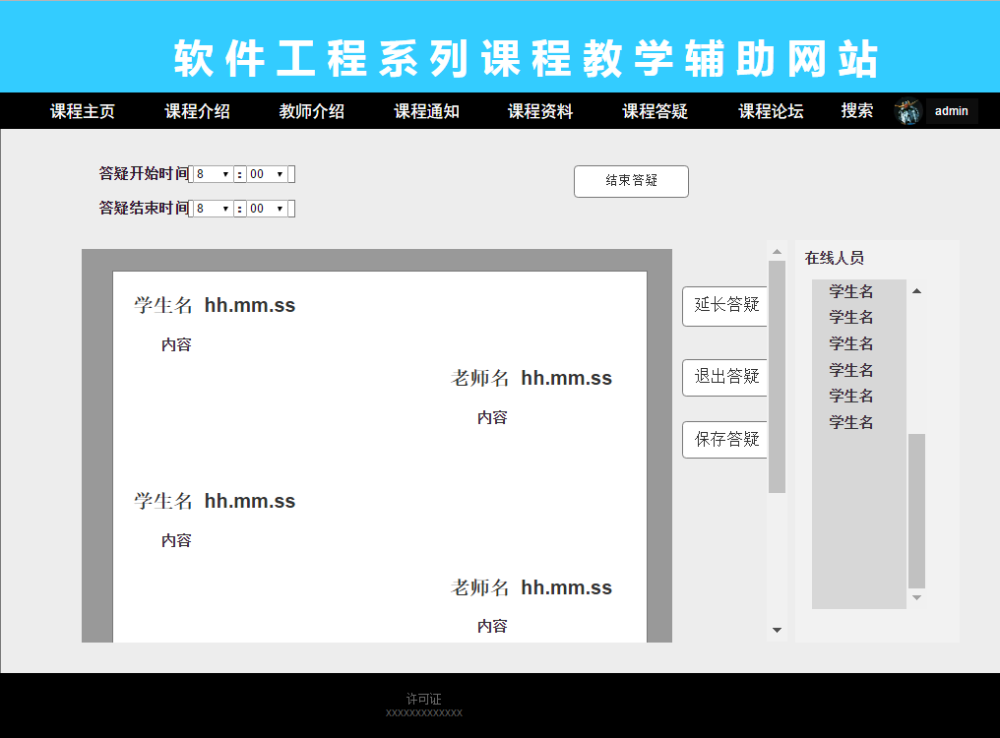 软件工程系列课程教学辅助网站
课程主页 课程介绍 教师介绍 课程通知 课程资料 课程答疑 课程论坛 搜索 admin
答疑开始时间 8 : 00
结束答疑
答疑结束时间 8 : 00
学生名 hh.mm.ss
内容
老师名 hh.mm.ss
内容
学生名 hh.mm.ss
内容
老师名 hh.mm.ss
内容
延长答疑
退出答疑
保存答疑
在线人员
学生名
学生名
学生名
学生名
学生名
学生名
许可证
XXXXXXXXXXXXX